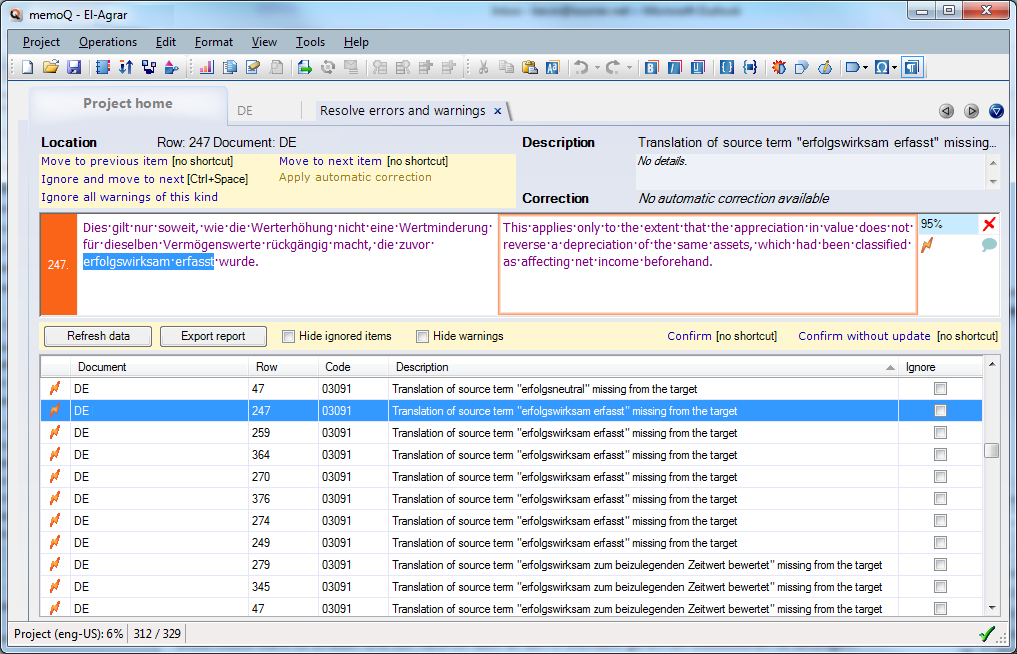 memoQ - El-Agrar
Project Operations Edit Format View Tools Help
Project home DE Resolve errors and warnings
Location Row: 247 Document: DE
Move to previous item [no shortcut] Move to next item [no shortcut]
Ignore and move to next [Ctrl+Space] Apply automatic correction
Ignore all warnings of this kind
Description Translation of source term "erfolgswirksam erfasst" missing...
No details.
Correction No automatic correction available
247.
Dies gilt nur soweit, wie die Werterhöhung nicht eine Wertminderung
für dieselben Vermögenswerte rückgängig macht, die zuvor
erfolgswirksam erfasst wurde.
This applies only to the extent that the appreciation in value does not
reverse a depreciation of the same assets, which had been classified
as affecting net income beforehand.
95%
Refresh data Export report Hide ignored items Hide warnings Confirm [no shortcut] Confirm without update [no shortcut]
Document Row Code Description Ignore
DE 47 03091 Translation of source term "erfolgsneutral" missing from the target
DE 247 03091 Translation of source term "erfolgswirksam erfasst" missing from the target
DE 259 03091 Translation of source term "erfolgswirksam erfasst" missing from the target
DE 364 03091 Translation of source term "erfolgswirksam erfasst" missing from the target
DE 270 03091 Translation of source term "erfolgswirksam erfasst" missing from the target
DE 376 03091 Translation of source term "erfolgswirksam erfasst" missing from the target
DE 274 03091 Translation of source term "erfolgswirksam erfasst" missing from the target
DE 249 03091 Translation of source term "erfolgswirksam erfasst" missing from the target
DE 279 03091 Translation of source term "erfolgswirksam zum beizulegenden Zeitwert bewertet" missing from the target
DE 345 03091 Translation of source term "erfolgswirksam zum beizulegenden Zeitwert bewertet" missing from the target
DE 47 03091 Translation of source term "erfolgswirksam zum beizulegenden Zeitwert bewertet" missing from the target
Project (eng-US): 6% 312 / 329